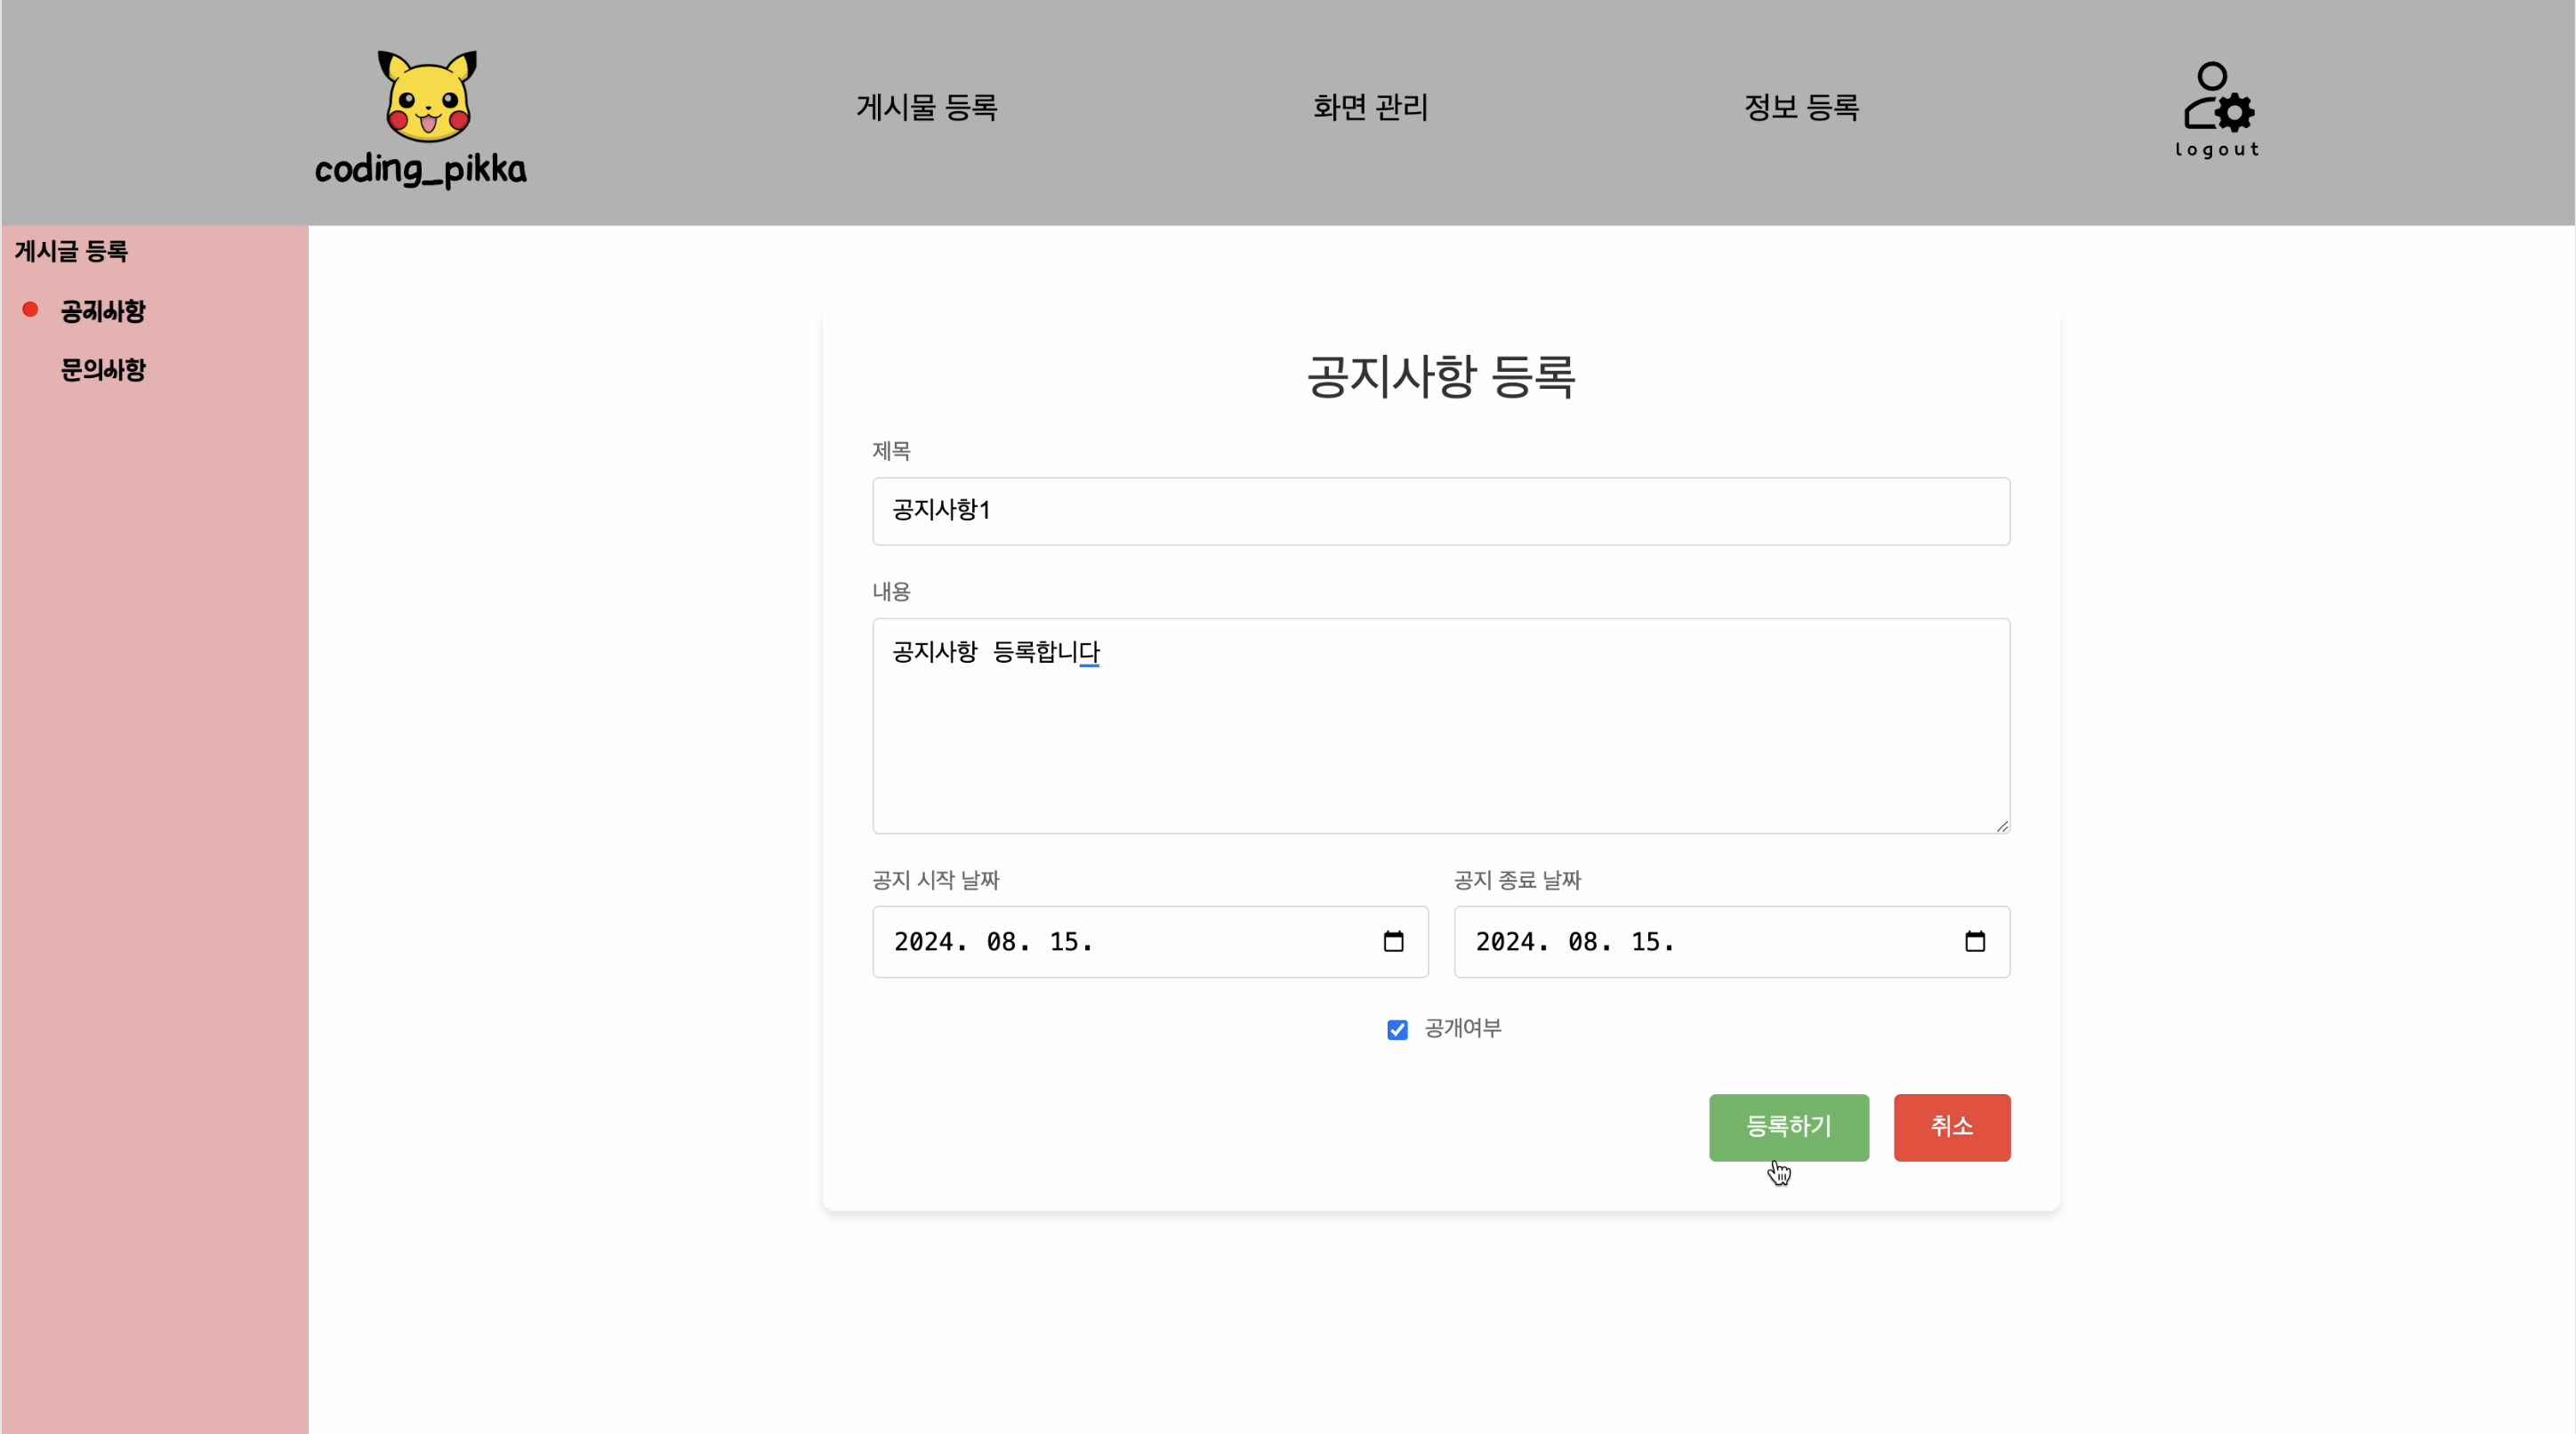 coding_pikka
게시물 등록
화면 관리
정보 등록
logout
게시글 등록
공지사항
문의사항
공지사항 등록
제목
공지사항1
내용
공지사항 등록합니다
공지 시작 날짜
공지 종료 날짜
2024. 08. 15.
2024. 08. 15.
공개여부
등록하기
취소